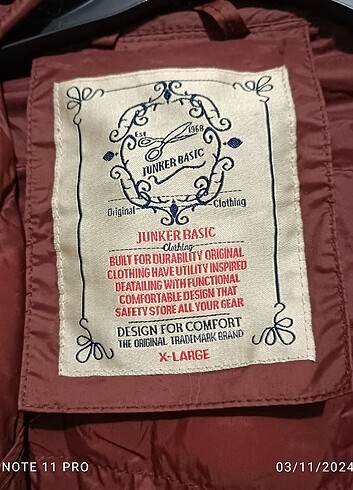 Est 1968
JUNKER BASIC
Original Clothing
JUNKER BASIC
Clothing
BUILT FOR DURABILITY ORIGINAL
CLOTHING HAVE UTILITY INSPIRED
DEATAILING WITH FUNCTIONAL
COMFORTABLE DESIGN THAT
SAFETY STORE ALL YOUR GEAR
DESIGN FOR COMFORT
THE ORIGINAL TRADEMARK BRAND
X-LARGE
NOTE 11 PRO 03/11/2024